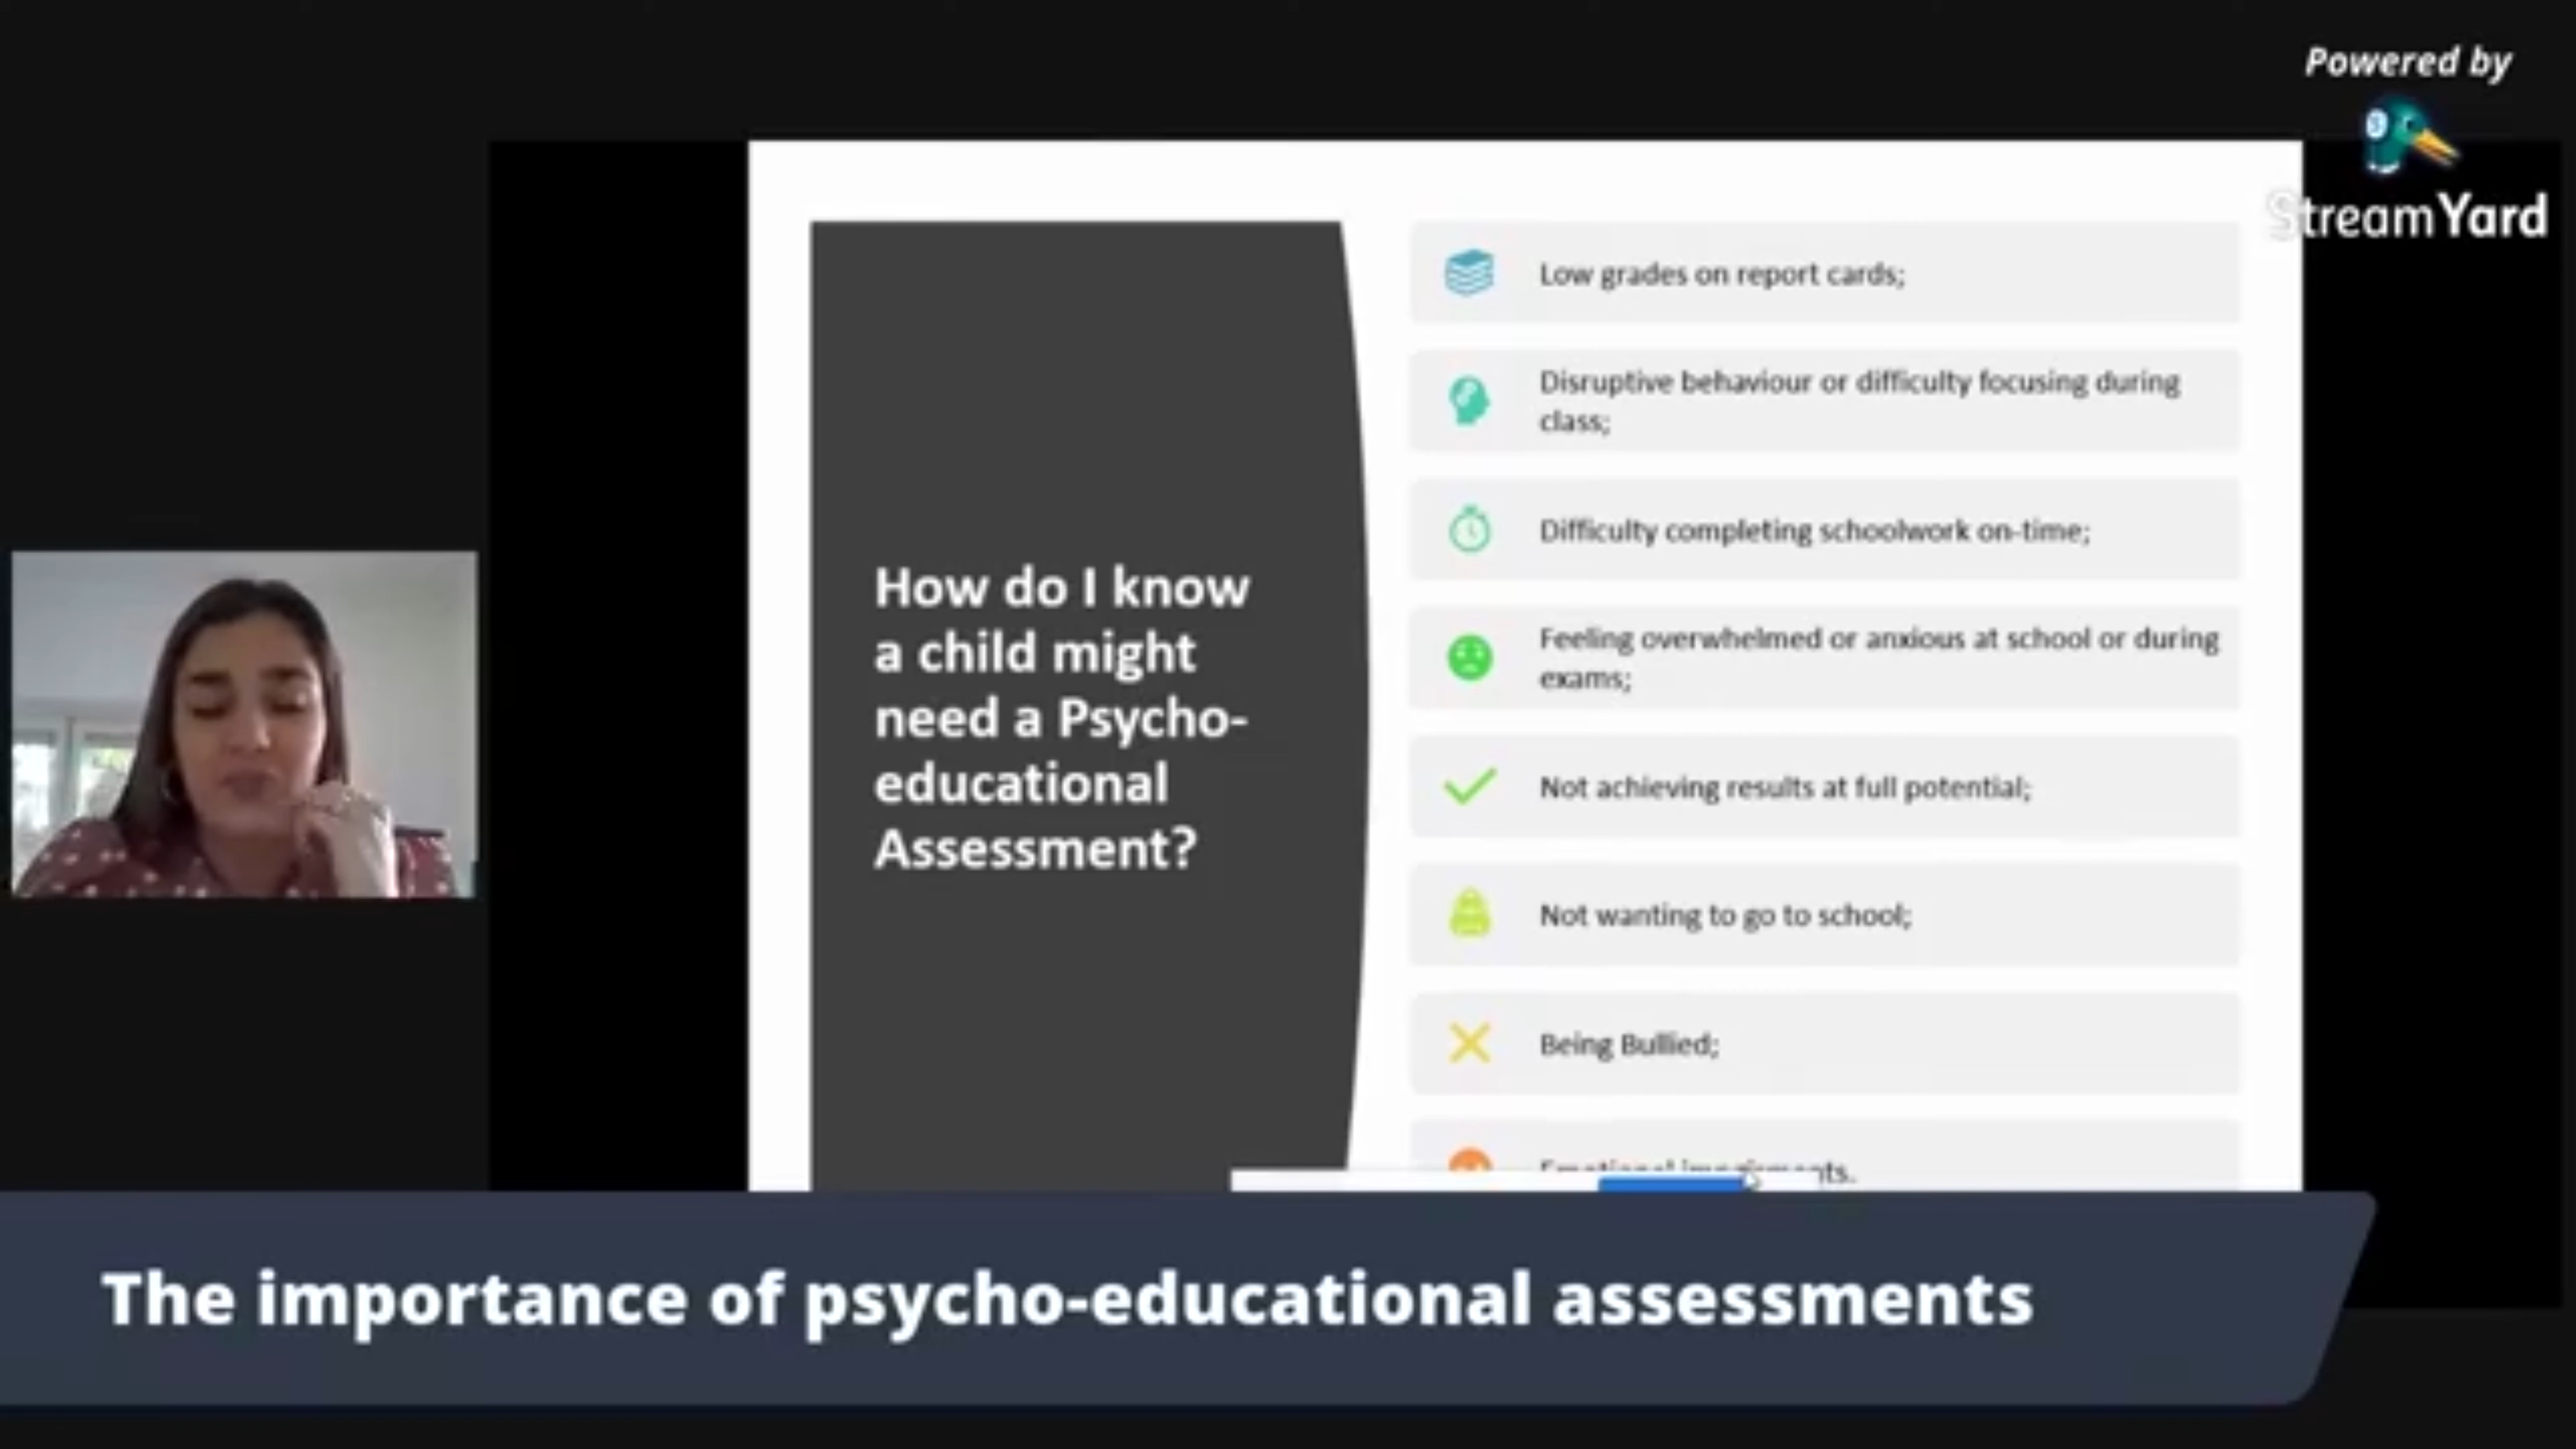 Powered by
StreamYard
How do I know
a child might
need a Psycho-
educational
Assessment?
Low grades on report cards;
Disruptive behaviour or difficulty focusing during
class;
Difficulty completing schoolwork on-time;
Feeling overwhelmed or anxious at school or during
exams;
Not achieving results at full potential;
Not wanting to go to school;
Being Bullied;
Emotional impairments.
The importance of psycho-educational assessments